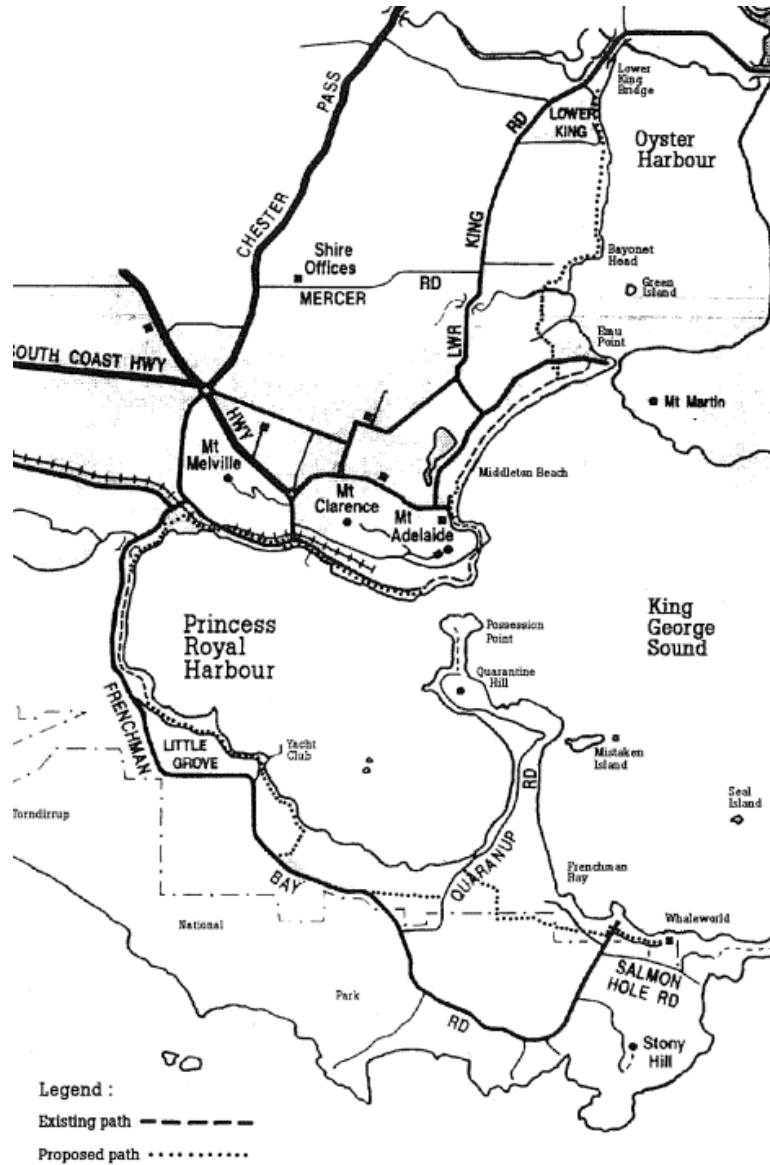 Lower
King
Bridge
LOWER
KING
Oyster
Harbour
PASS
CHESTER
RD
KING
LWR
Shire
Offices
MERCER
RD
Bayonet
Head
Green
Island
Emu
Point
SOUTH COAST HWY
HWY
Mt Martin
Mt
Melville
Middleton Beach
Mt
Clarence
Mt
Adelaide
Princess
Royal
Harbour
Possession
Point
King
George
Sound
Quarantine
Hill
FRENCHMAN
LITTLE
GROVE
Yacht
Club
RD
Mistaken
Island
Seal
Island
Torndirrup
QUARANUP
BAY
Frenchman
Bay
National
Whaleworld
SALMON
HOLE RD
Park
RD
Stony
Hill
Legend :
Existing path
Proposed path